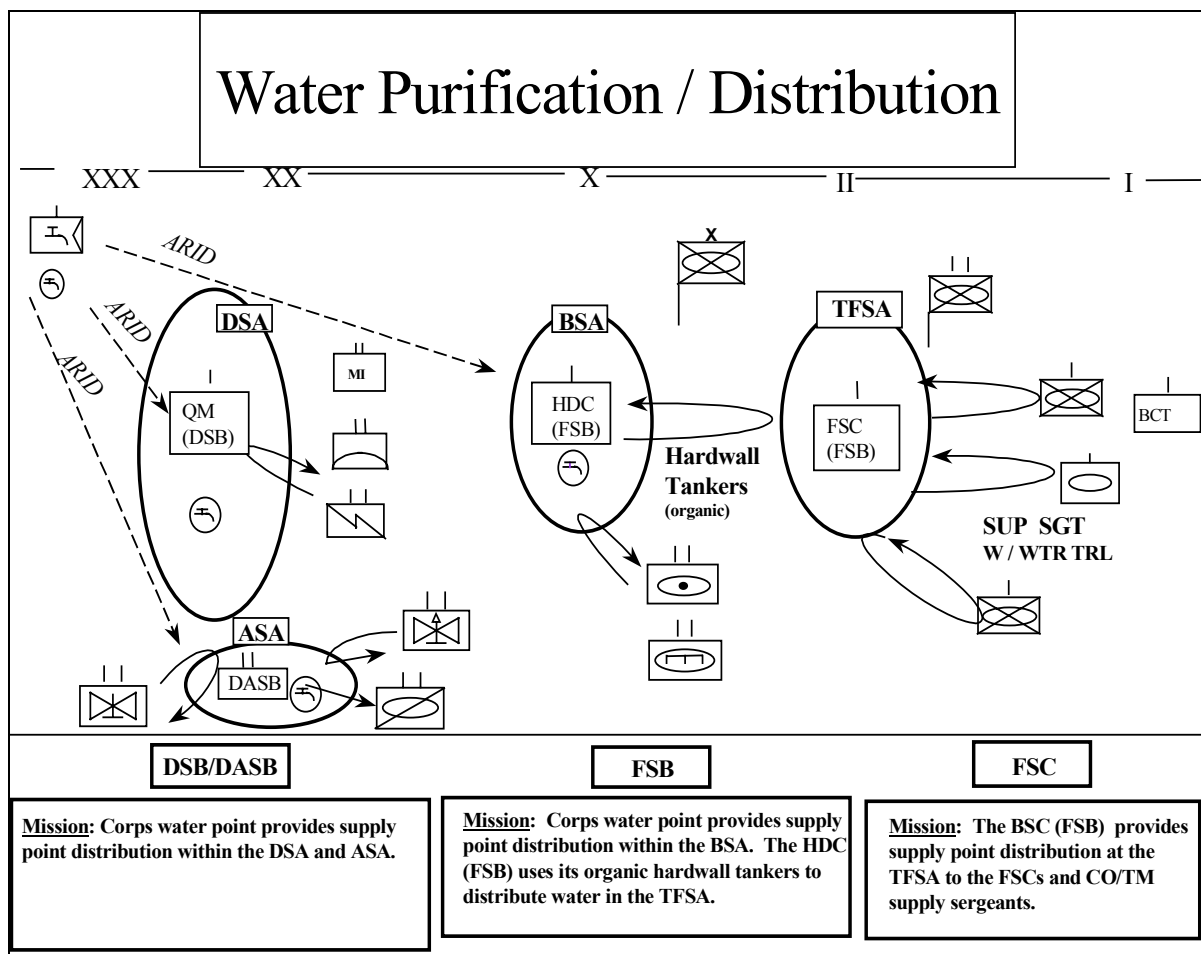 Water Purification / Distribution
XXX XX X II I
ARID
ARID
ARID
DSA
MI
QM
(DSB)
ASA
DASB
X
BSA
HDC
(FSB)
Hardwall
Tankers
(organic)
TFSA
FSC
(FSB)
BCT
SUP SGT
W / WTR TRL
DSB/DASB
Mission: Corps water point provides supply
point distribution within the DSA and ASA.
FSB
Mission: Corps water point provides supply
point distribution within the BSA. The HDC
(FSB) uses its organic hardwall tankers to
distribute water in the TFSA.
FSC
Mission: The BSC (FSB) provides
supply point distribution at the
TFSA to the FSCs and CO/TM
supply sergeants.